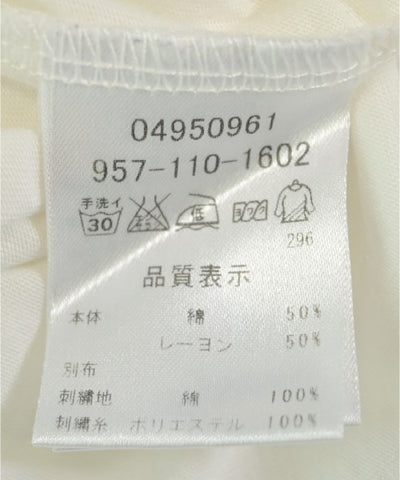 04950961
957-110-1602
手洗イ
30
低
296
品質表示
本体 綿 50%
レーヨン 50%
別布
刺繍地 綿 100%
刺繍糸 ポリエステル 100%